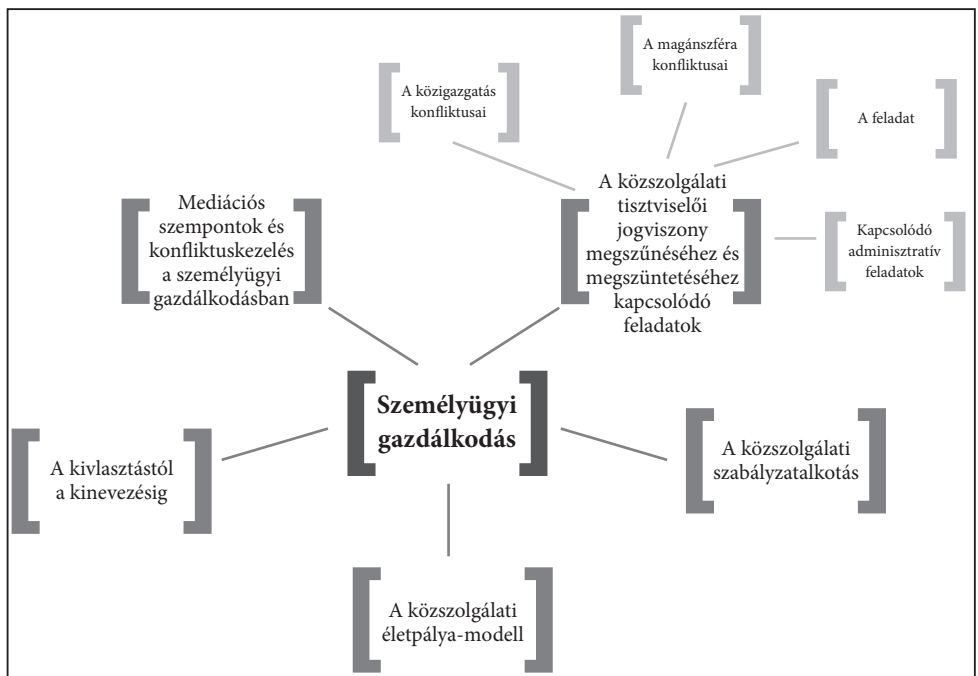 A magánszféra
konfliktusai
A közigazgatás
konfliktusai
A feladat
A közszolgálati
tisztviselői
jogviszony
megszűnéséhez és
megszüntetéséhez
kapcsolódó
feladatok
Kapcsolódó
adminisztratív
feladatok
Mediációs
szempontok és
konfliktuskezelés
a személyügyi
gazdálkodásban
Személyügyi
gazdálkodás
A kivlasztástól
a kinevezésig
A közszolgálati
szabályzatalkotás
A közszolgálati
életpálya-modell